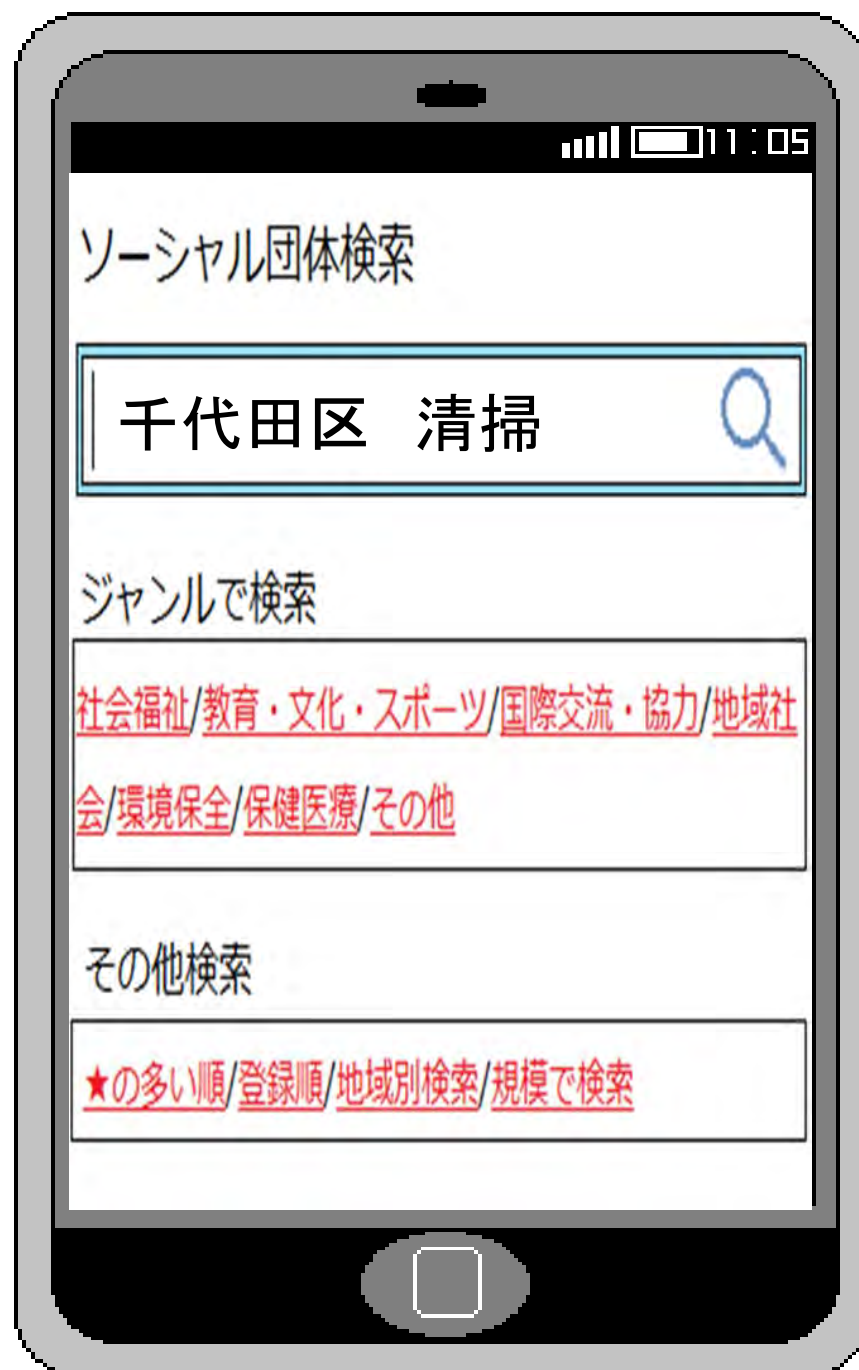 11:05
ソーシャル団体検索
千代田区 清掃
ジャンルで検索
社会福祉/教育・文化・スポーツ/国際交流・協力/地域社
会/環境保全/保健医療/その他
その他検索
★の多い順/登録順/地域別検索/規模で検索